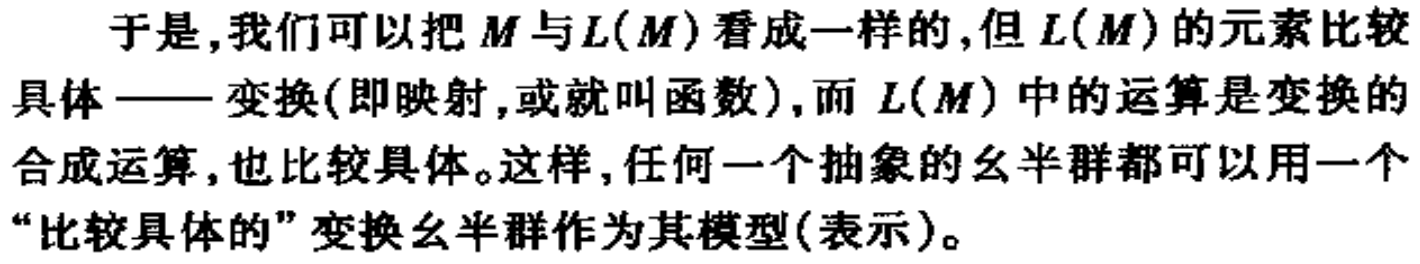 于是,我们可以把 M 与 L(M) 看成一样的,但 L(M) 的元素比较
具体 —— 变换(即映射,或就叫函数),而 L(M) 中的运算是变换的
合成运算,也比较具体。这样,任何一个抽象的幺半群都可以用一个
“比较具体的”变换幺半群作为其模型(表示)。